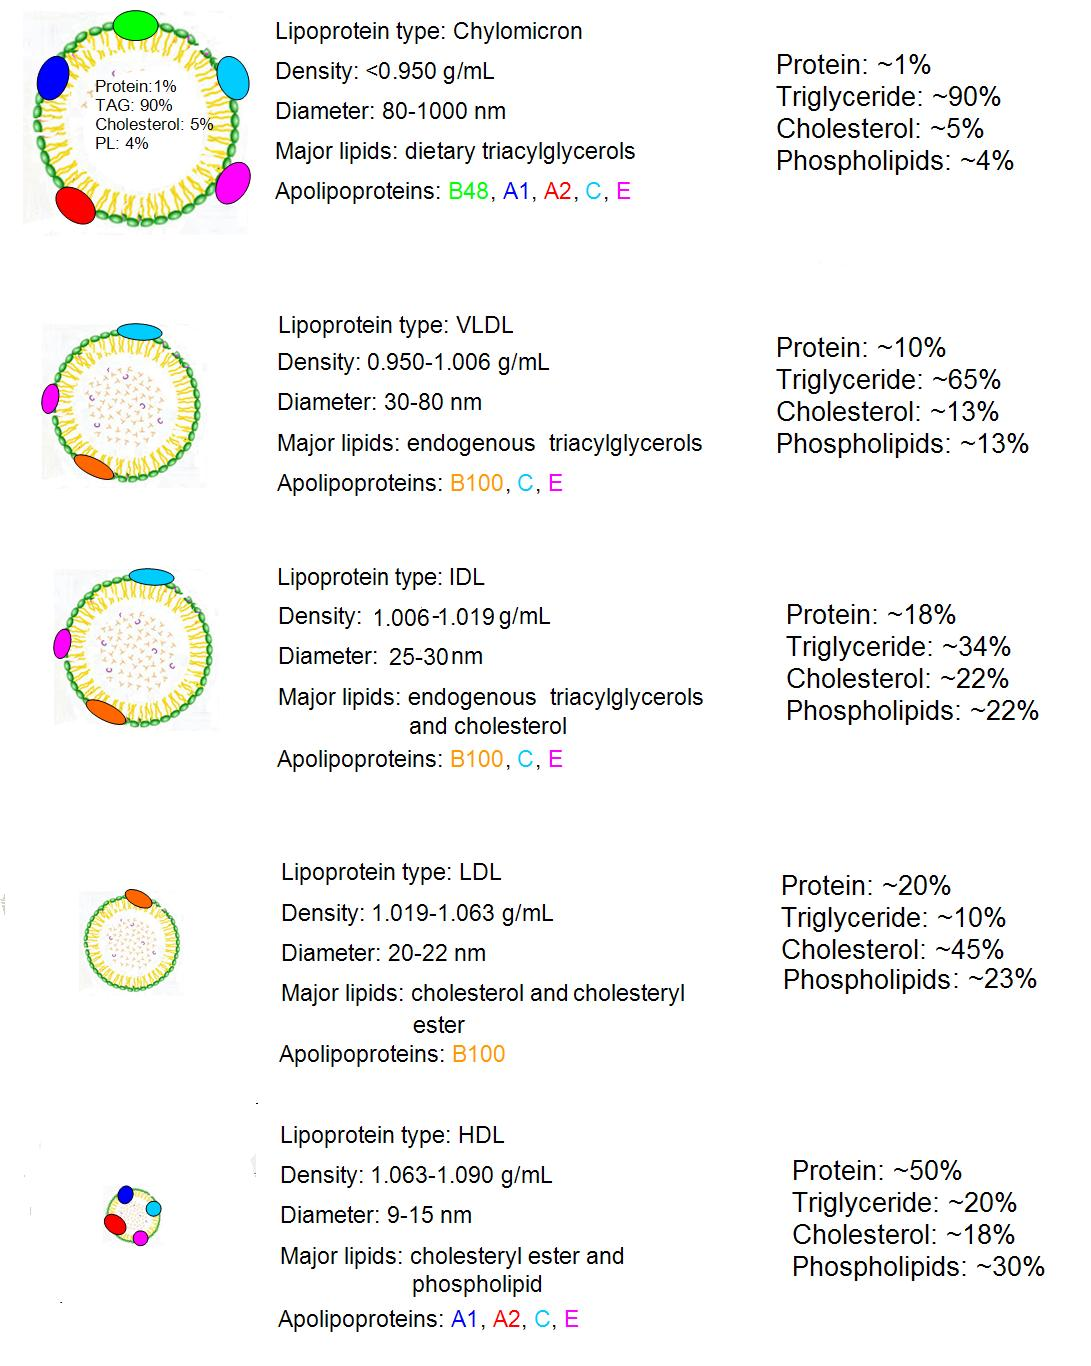 Protein:1%
TAG: 90%
Cholesterol: 5%
PL: 4%
Lipoprotein type: Chylomicron
Density: <0.950 g/mL
Diameter: 80-1000 nm
Major lipids: dietary triacylglycerols
Apolipoproteins: B48, A1, A2, C, E
Protein: ~1%
Triglyceride: ~90%
Cholesterol: ~5%
Phospholipids: ~4%
Lipoprotein type: VLDL
Density: 0.950-1.006 g/mL
Diameter: 30-80 nm
Major lipids: endogenous triacylglycerols
Apolipoproteins: B100, C, E
Protein: ~10%
Triglyceride: ~65%
Cholesterol: ~13%
Phospholipids: ~13%
Lipoprotein type: IDL
Density: 1.006-1.019 g/mL
Diameter: 25-30 nm
Major lipids: endogenous triacylglycerols
and cholesterol
Apolipoproteins: B100, C, E
Protein: ~18%
Triglyceride: ~34%
Cholesterol: ~22%
Phospholipids: ~22%
Lipoprotein type: LDL
Density: 1.019-1.063 g/mL
Diameter: 20-22 nm
Major lipids: cholesterol and cholesteryl
ester
Apolipoproteins: B100
Protein: ~20%
Triglyceride: ~10%
Cholesterol: ~45%
Phospholipids: ~23%
Lipoprotein type: HDL
Density: 1.063-1.090 g/mL
Diameter: 9-15 nm
Major lipids: cholesteryl ester and
phospholipid
Apolipoproteins: A1, A2, C, E
Protein: ~50%
Triglyceride: ~20%
Cholesterol: ~18%
Phospholipids: ~30%